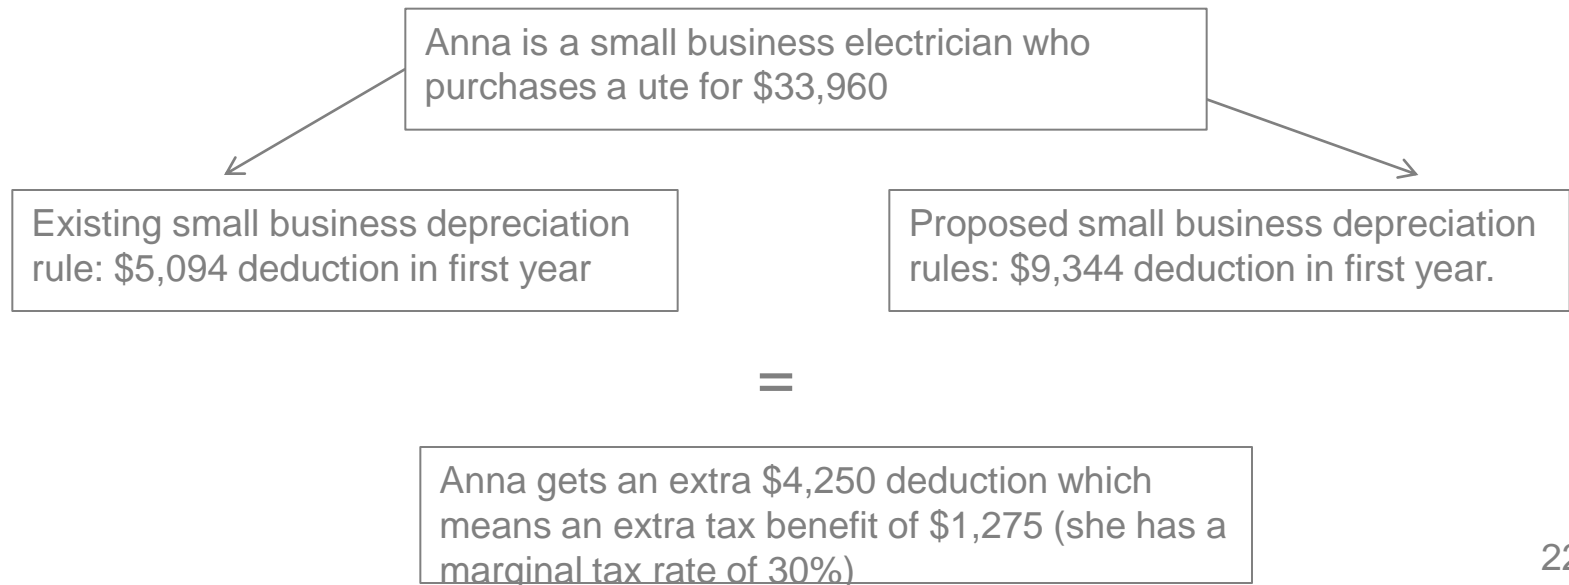 Anna is a small business electrician who
purchases a ute for $33,960
Existing small business depreciation
rule: $5,094 deduction in first year
Proposed small business depreciation
rules: $9,344 deduction in first year.
=
Anna gets an extra $4,250 deduction which
means an extra tax benefit of $1,275 (she has a
marginal tax rate of 30%)
22